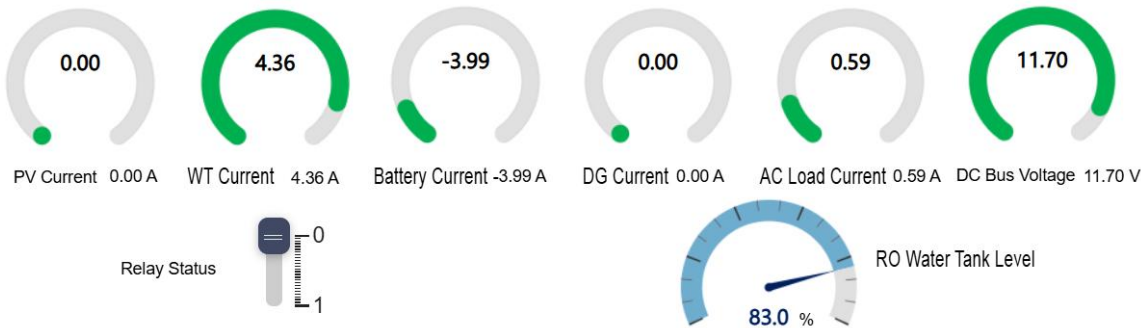 0.00 4.36 -3.99 0.00 0.59 11.70
PV Current 0.00 A WT Current 4.36 A Battery Current -3.99 A DG Current 0.00 A AC Load Current 0.59 A DC Bus Voltage 11.70 V
Relay Status 0
1
RO Water Tank Level
83.0 %